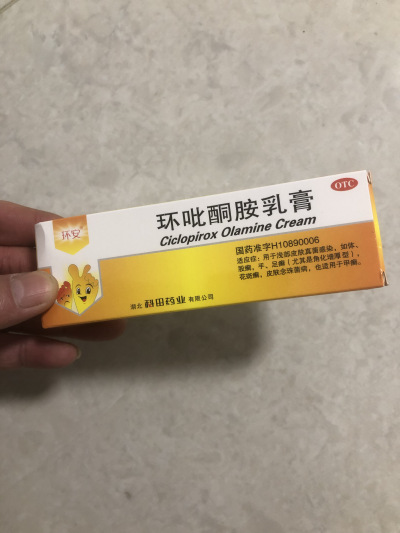 OTC
环吡酮胺乳膏
Ciclopirox Olamine Cream
环安
国药准字H10890006
适应症：用于浅部皮肤真菌感染，如体、
股癣，手、足癣（尤其是角化增厚型），
花斑癣，皮肤念珠菌病，也适用于甲癣。
湖北 科田药业 有限公司